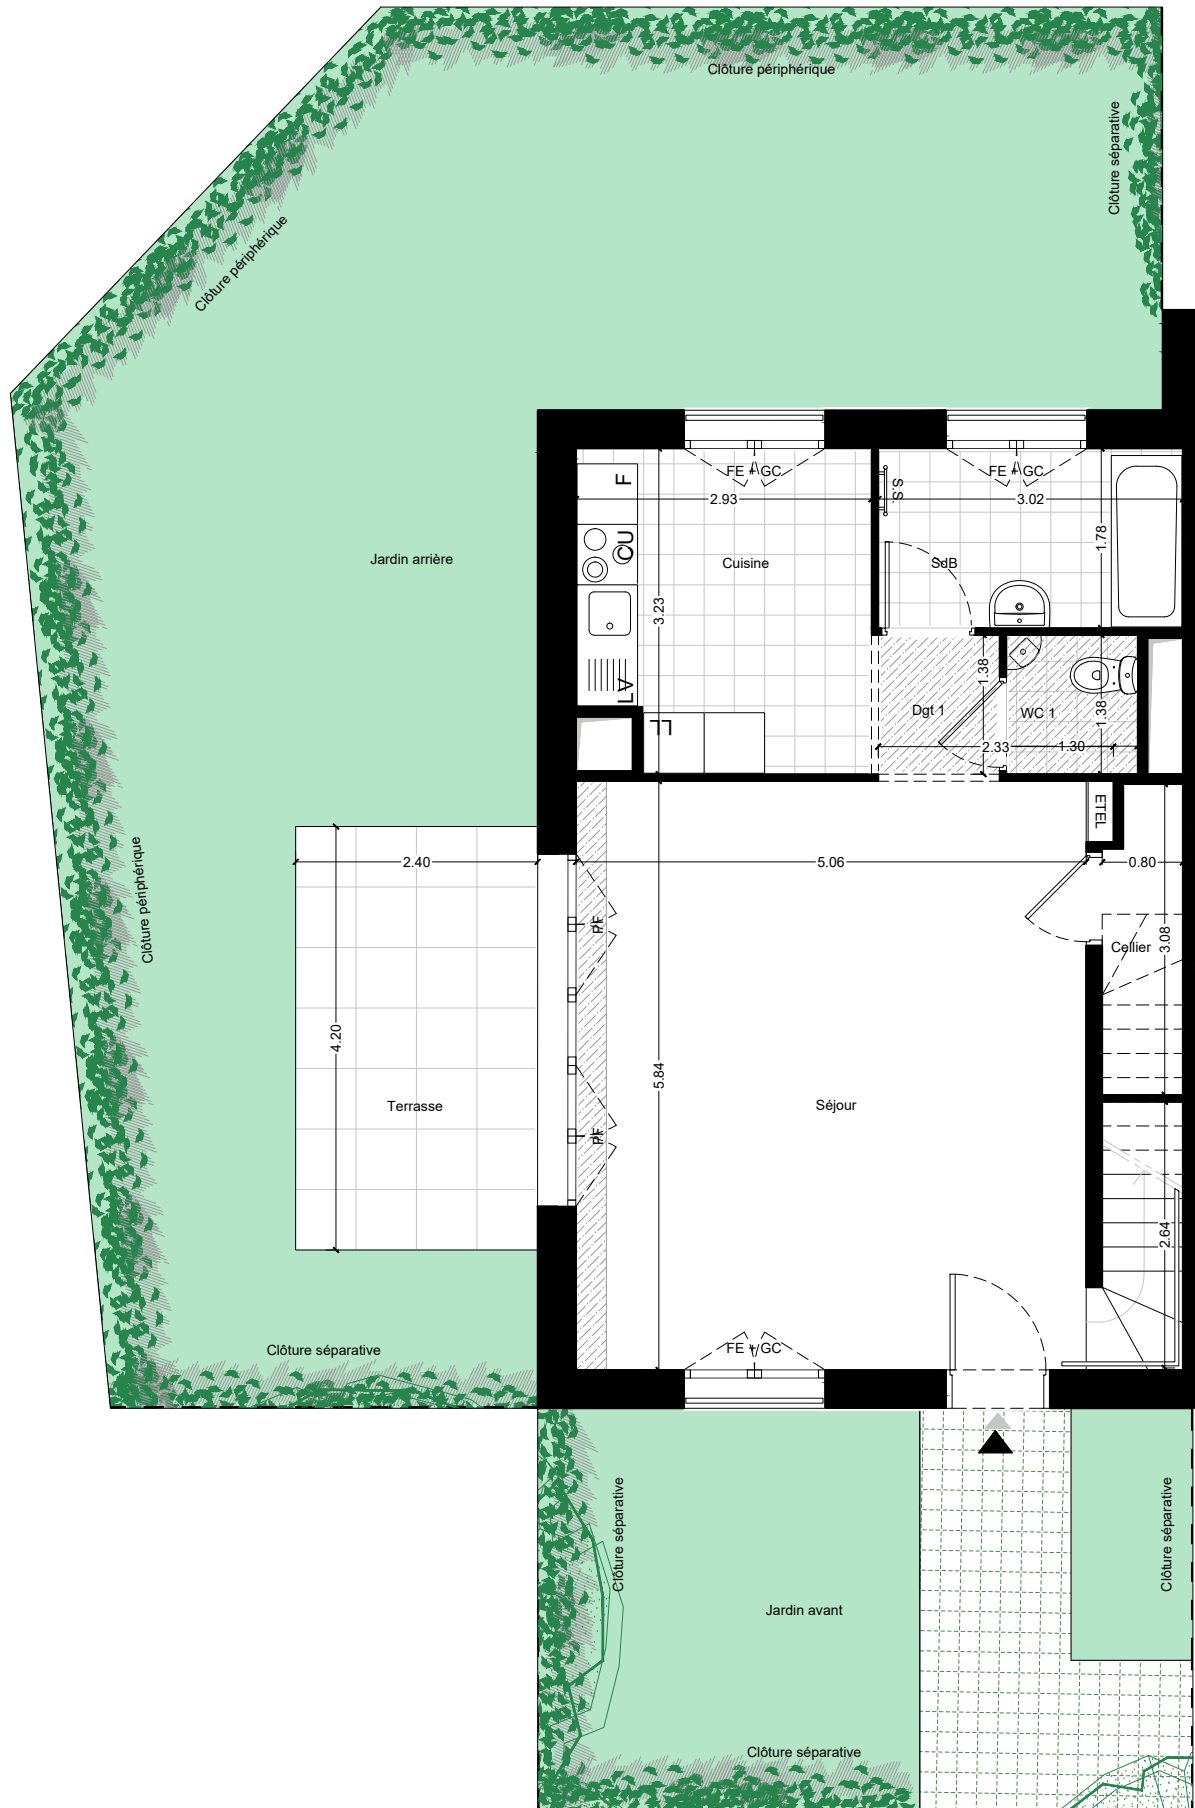 Clôture périphérique
Clôture séparative
Clôture périphérique
FE + GC
FE + GC
F
S.S.
2.93
3.02
CU
1.78
Jardin arrière
Cuisine
SdB
3.23
1.38
LA
Dgt 1
WC 1
1.38
LL
2.33
1.30
ETEL
2.40
5.06
0.80
Clôture périphérique
PF
Cellier
3.08
4.20
5.84
Terrasse
Séjour
PF
2.64
Clôture séparative
FE + GC
Clôture séparative
Clôture séparative
Jardin avant
Clôture séparative